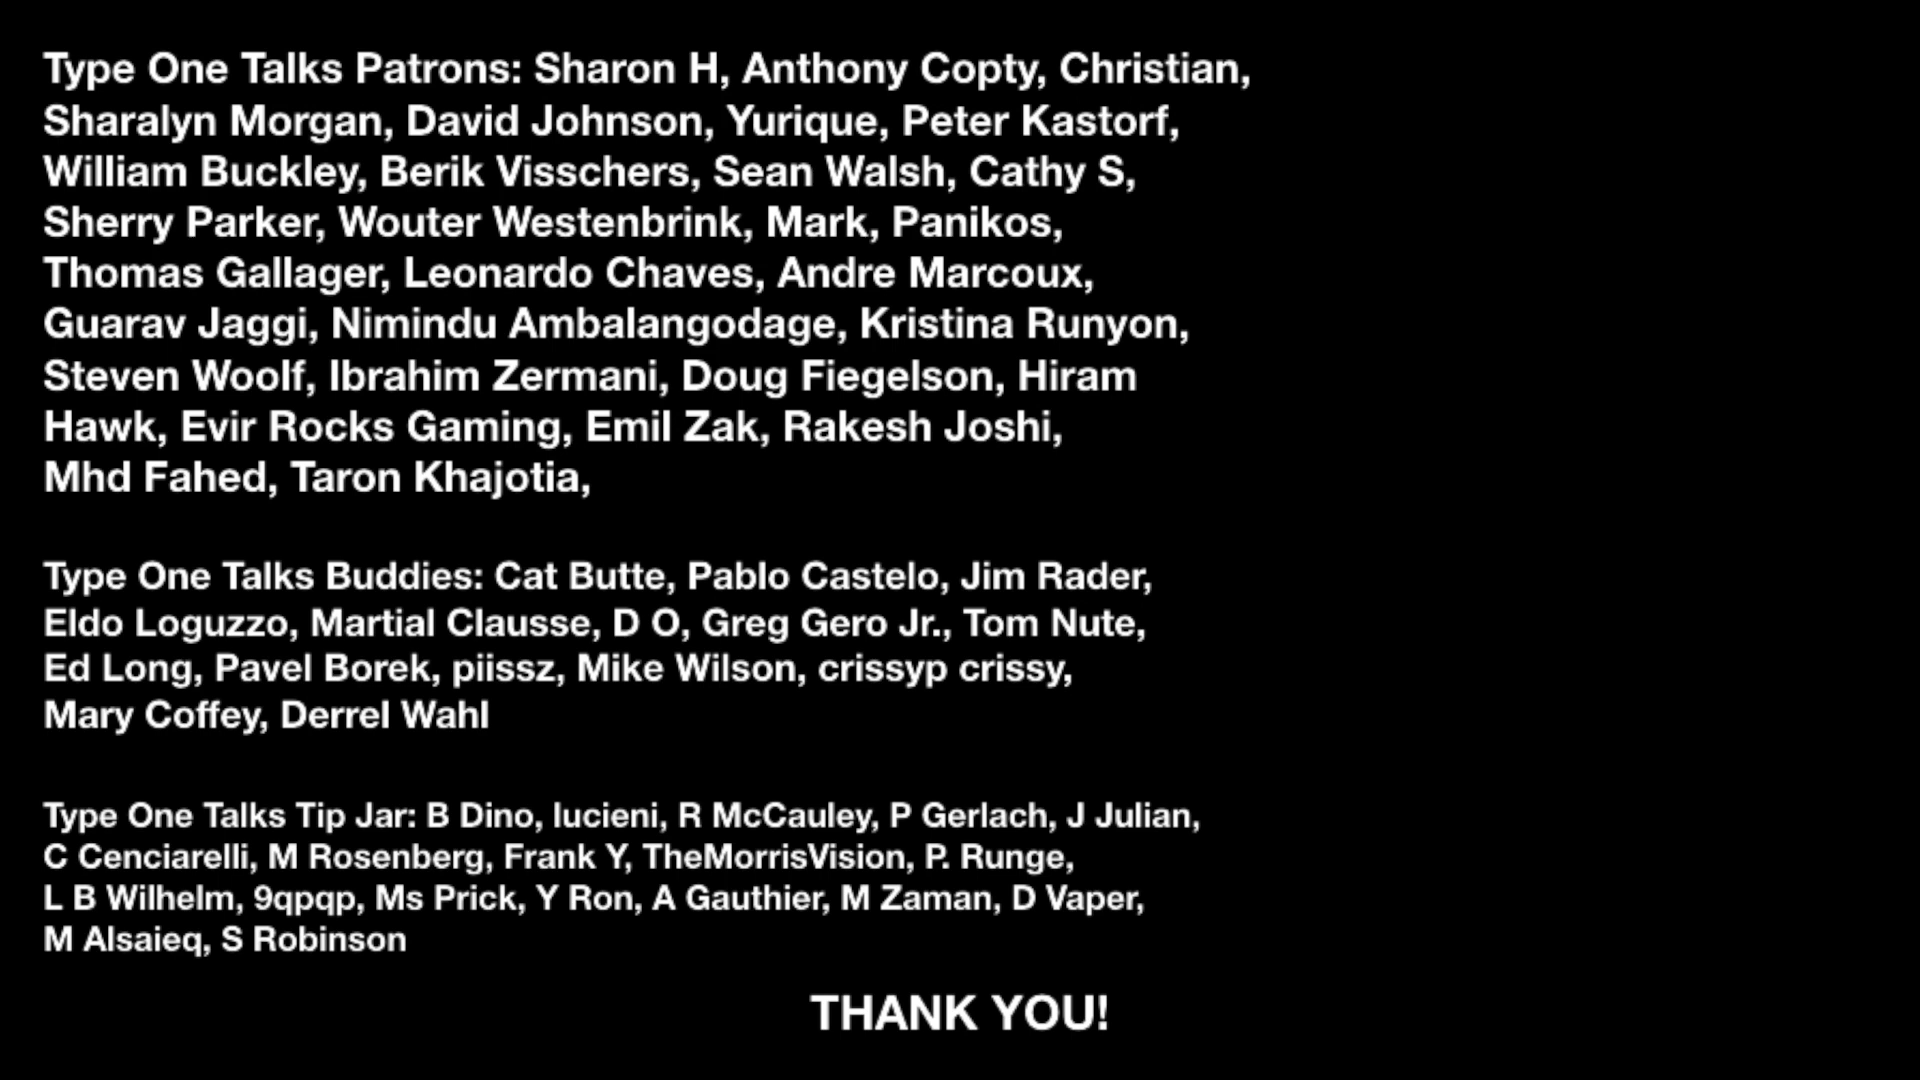 Type One Talks Patrons: Sharon H, Anthony Copty, Christian,
Sharalyn Morgan, David Johnson, Yurique, Peter Kastorf,
William Buckley, Berik Visschers, Sean Walsh, Cathy S,
Sherry Parker, Wouter Westenbrink, Mark, Panikos,
Thomas Gallager, Leonardo Chaves, Andre Marcoux,
Guarav Jaggi, Nimindu Ambalangodage, Kristina Runyon,
Steven Woolf, Ibrahim Zermani, Doug Fiegelson, Hiram
Hawk, Evir Rocks Gaming, Emil Zak, Rakesh Joshi,
Mhd Fahed, Taron Khajotia,
Type One Talks Buddies: Cat Butte, Pablo Castelo, Jim Rader,
Eldo Loguzzo, Martial Clausse, D O, Greg Gero Jr., Tom Nute,
Ed Long, Pavel Borek, piissz, Mike Wilson, crissyp crissy,
Mary Coffey, Derrel Wahl
Type One Talks Tip Jar: B Dino, lucieni, R McCauley, P Gerlach, J Julian,
C Cenciarelli, M Rosenberg, Frank Y, TheMorrisVision, P. Runge,
L B Wilhelm, 9qpqp, Ms Prick, Y Ron, A Gauthier, M Zaman, D Vaper,
M Alsaieq, S Robinson
THANK YOU!